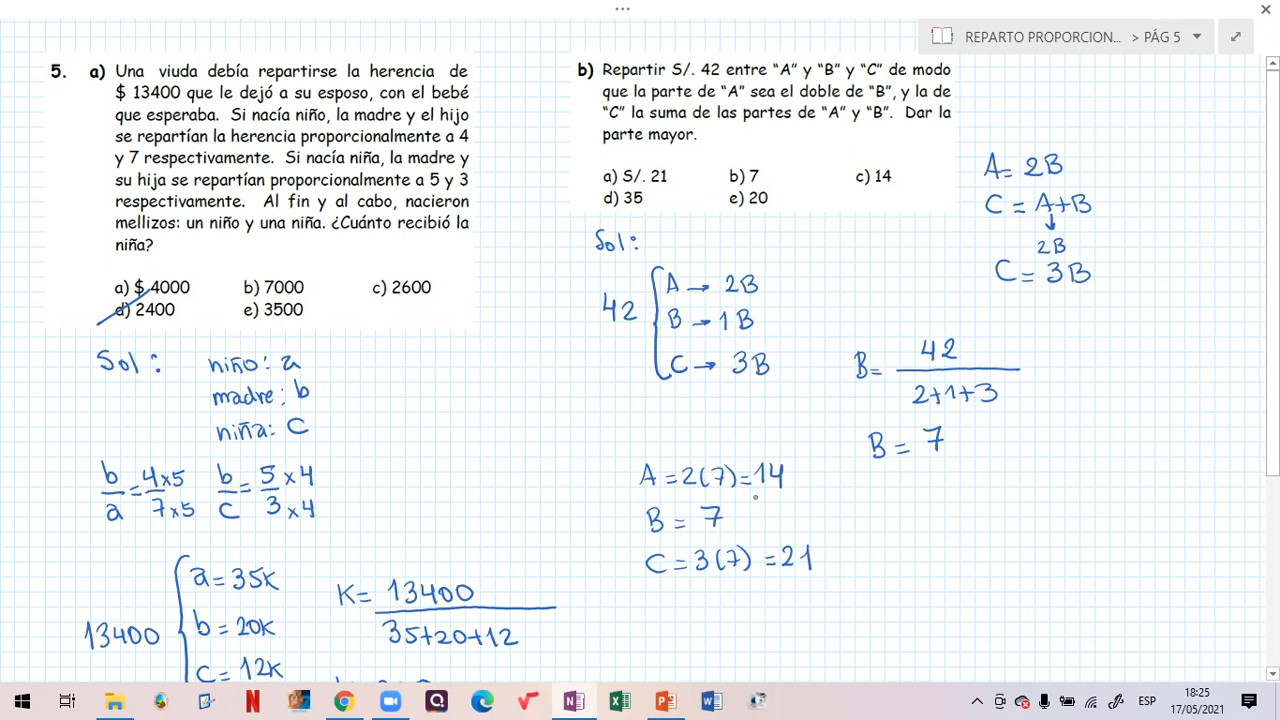 REPARTO PROPORCION... > PÁG 5
5. a) Una viuda debía repartirse la herencia de
$ 13400 que le dejó a su esposo, con el bebé
que esperaba. Si nacía niño, la madre y el hijo
se repartían la herencia proporcionalmente a 4
y 7 respectivamente. Si nacía niña, la madre y
su hija se repartían proporcionalmente a 5 y 3
respectivamente. Al fin y al cabo, nacieron
mellizos: un niño y una niña. ¿Cuánto recibió la
niña?
a) $ 4000 b) 7000 c) 2600
d) 2400 e) 3500
Sol: niño: a
madre: b
niña: C
b/a = 4x5/7x5 b/c = 5/3 x4 x4
13400 { a = 35K
b = 20K
c = 12K
K = 13400
35+20+12
b) Repartir S/. 42 entre “A” y “B” y “C” de modo
que la parte de “A” sea el doble de “B”, y la de
“C” la suma de las partes de “A” y “B”. Dar la
parte mayor.
a) S/. 21 b) 7 c) 14
d) 35 e) 20
A = 2B
C = A+B
2B
C = 3B
Sol:
42 { A → 2B
B → 1B
C → 3B
B = 42
2+1+3
B = 7
A = 2(7) = 14
B = 7
C = 3(7) = 21
ESP
18:25
17/05/2021